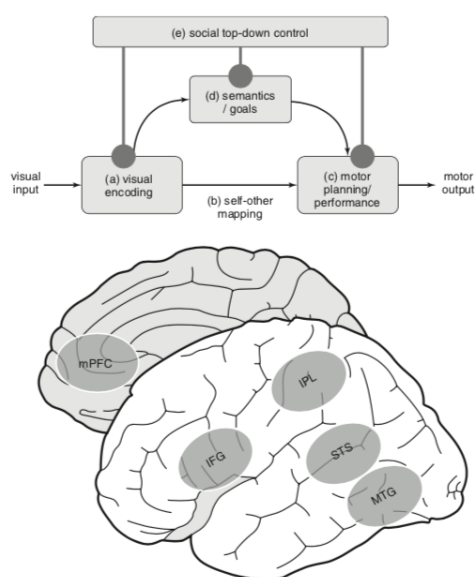 (e) social top-down control
(d) semantics
/ goals
visual
input
(a) visual
encoding
(b) self-other
mapping
(c) motor
planning/
performance
motor
output
mPFC
IPL
IFG
STS
MTG